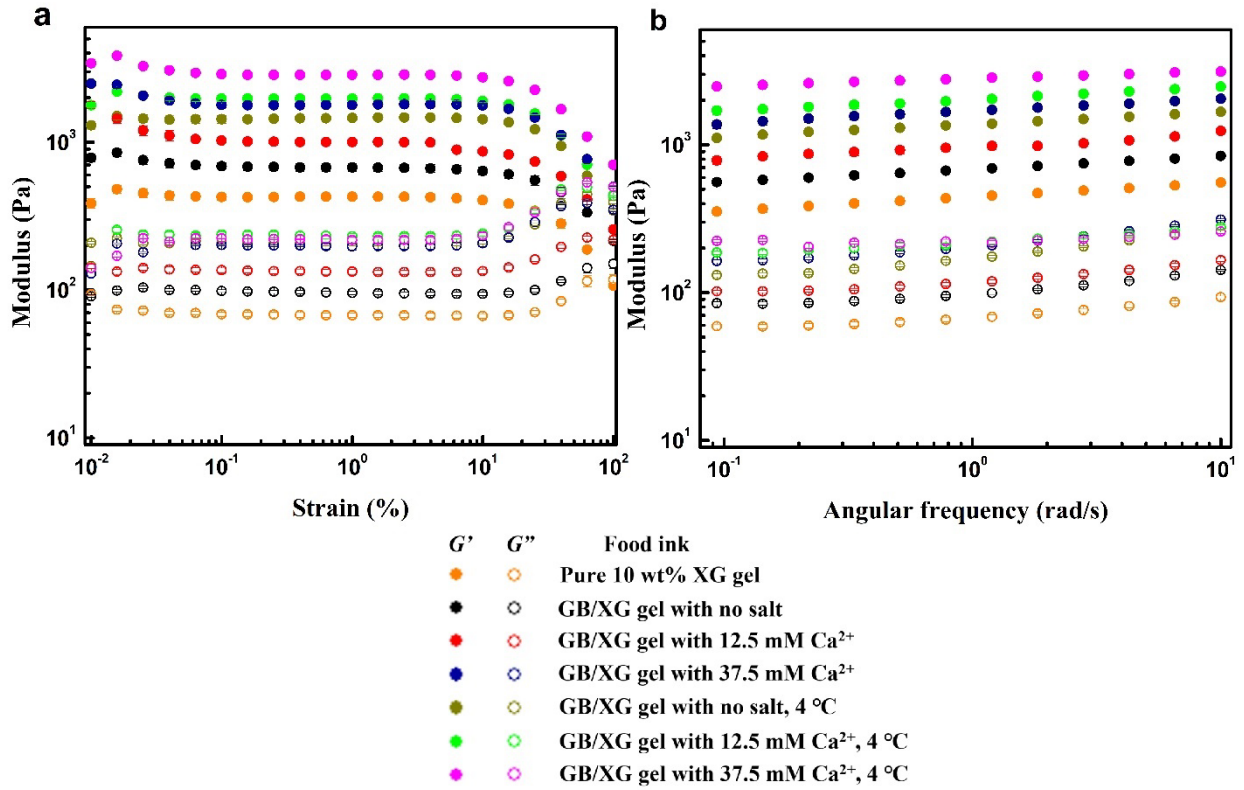 a
b
Modulus (Pa)
10³
10²
10¹
10⁻²
10⁻¹
10⁰
10¹
10²
Strain (%)
Modulus (Pa)
10³
10²
10¹
10⁻¹
10⁰
10¹
Angular frequency (rad/s)
G' G" Food ink
Pure 10 wt% XG gel
GB/XG gel with no salt
GB/XG gel with 12.5 mM Ca²⁺
GB/XG gel with 37.5 mM Ca²⁺
GB/XG gel with no salt, 4 °C
GB/XG gel with 12.5 mM Ca²⁺, 4 °C
GB/XG gel with 37.5 mM Ca²⁺, 4 °C